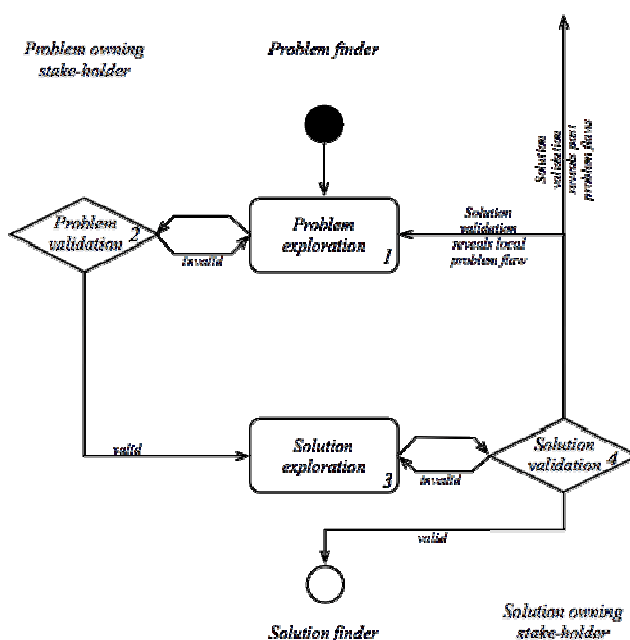 Problem owning
stake-holder
Problem finder
Solution
validation
reveals past
problem flaws
Problem
validation 2
Problem
exploration 1
invalid
Solution
validation
reveals local
problem flaw
valid
Solution
exploration 3
invalid
Solution
validation 4
valid
Solution finder
Solution owning
stake-holder